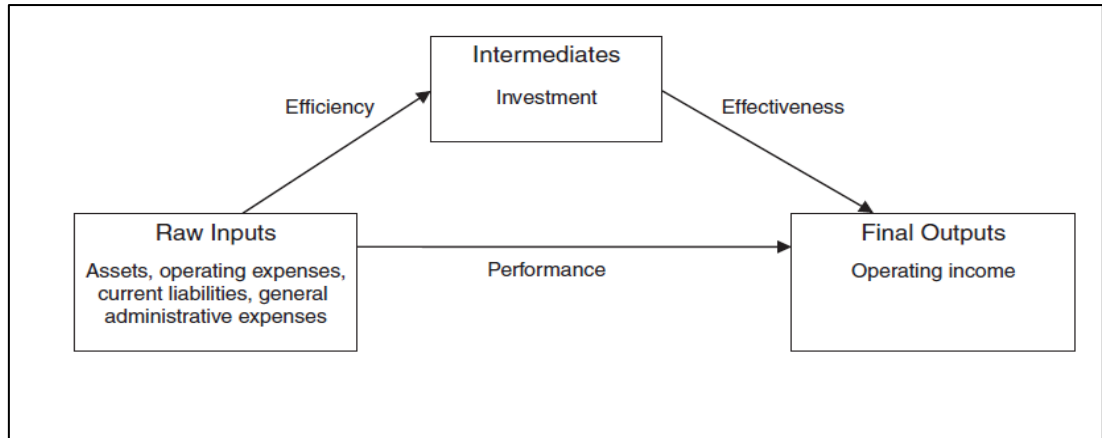 Intermediates
Investment
Efficiency
Effectiveness
Raw Inputs
Assets, operating expenses,
current liabilities, general
administrative expenses
Performance
Final Outputs
Operating income